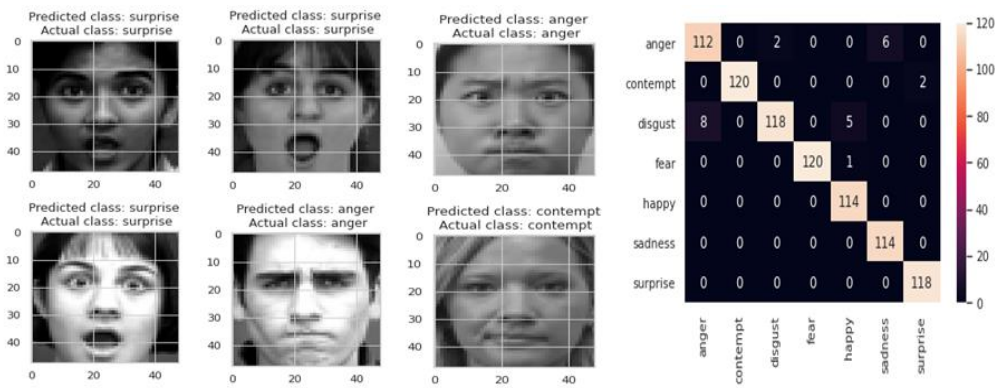 Predicted class: surprise
Actual class: surprise
0
10
20
30
40
0 20 40
Predicted class: surprise
Actual class: surprise
0
10
20
30
40
0 20 40
Predicted class: anger
Actual class: anger
0
10
20
30
40
0 20 40
Predicted class: surprise
Actual class: surprise
0
10
20
30
40
0 20 40
Predicted class: anger
Actual class: anger
0
10
20
30
40
0 20 40
Predicted class: contempt
Actual class: contempt
0
10
20
30
40
0 20 40
anger 112 0 2 0 0 6 0
contempt 0 120 0 0 0 0 2
disgust 8 0 118 0 5 0 0
fear 0 0 0 120 1 0 0
happy 0 0 0 0 114 0 0
sadness 0 0 0 0 0 114 0
surprise 0 0 0 0 0 0 118
anger contempt disgust fear happy sadness surprise
120
100
80
60
40
20
0